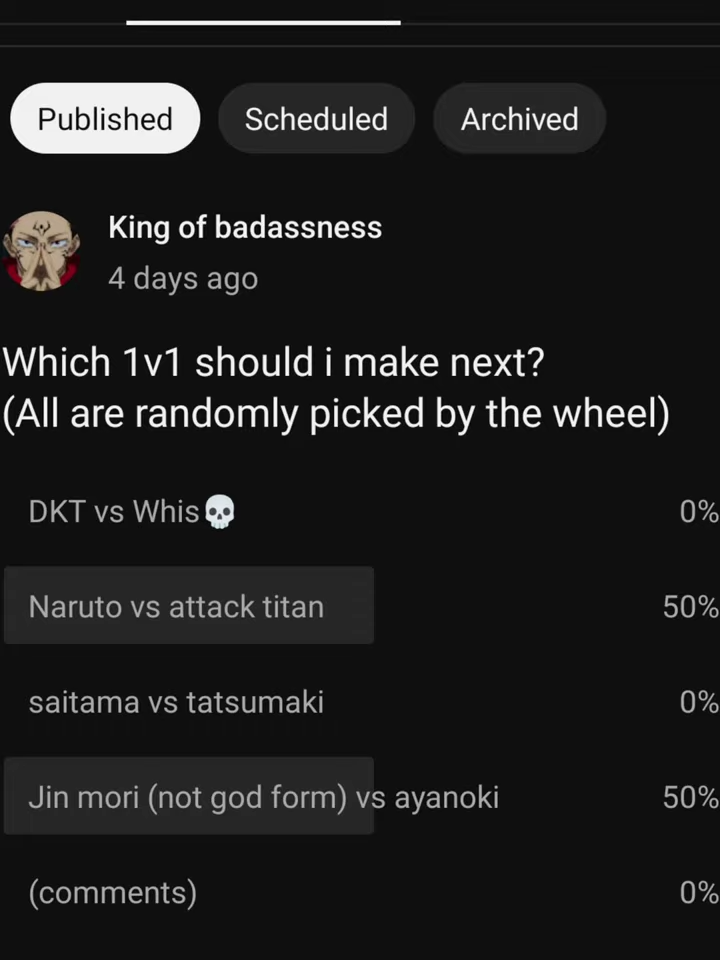 Published Scheduled Archived
King of badassness
4 days ago
Which 1v1 should i make next?
(All are randomly picked by the wheel)
DKT vs Whis💀 0%
Naruto vs attack titan 50%
saitama vs tatsumaki 0%
Jin mori (not god form) vs ayanoki 50%
(comments) 0%